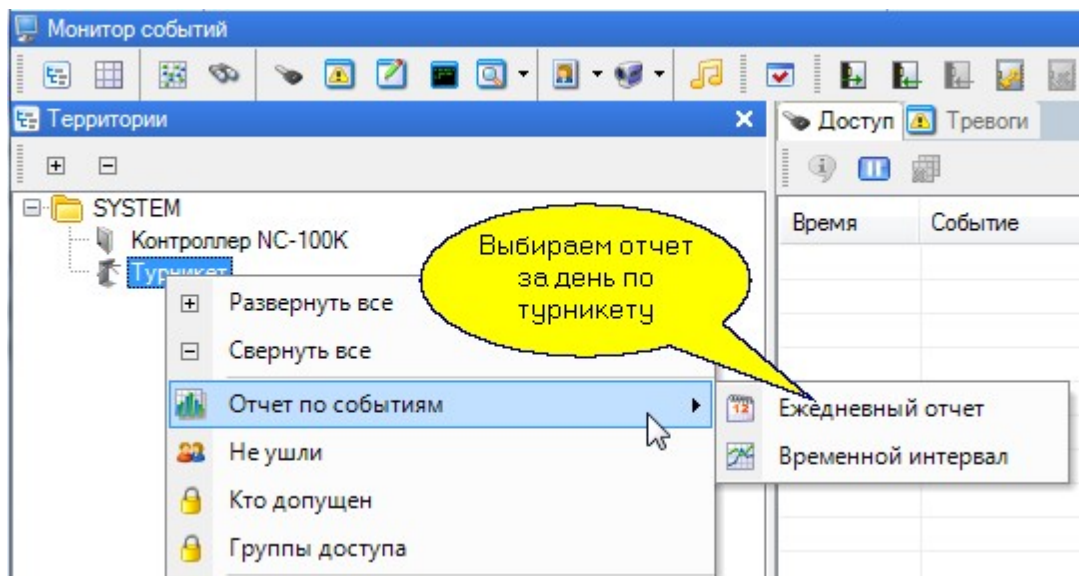 Монитор событий
Территории
Доступ
Тревоги
SYSTEM
Контроллер NC-100K
Турникет
Время
Событие
Выбираем отчет
за день по
турникету
Развернуть все
Свернуть все
Отчет по событиям
Не ушли
Кто допущен
Группы доступа
12
Ежедневный отчет
Временной интервал